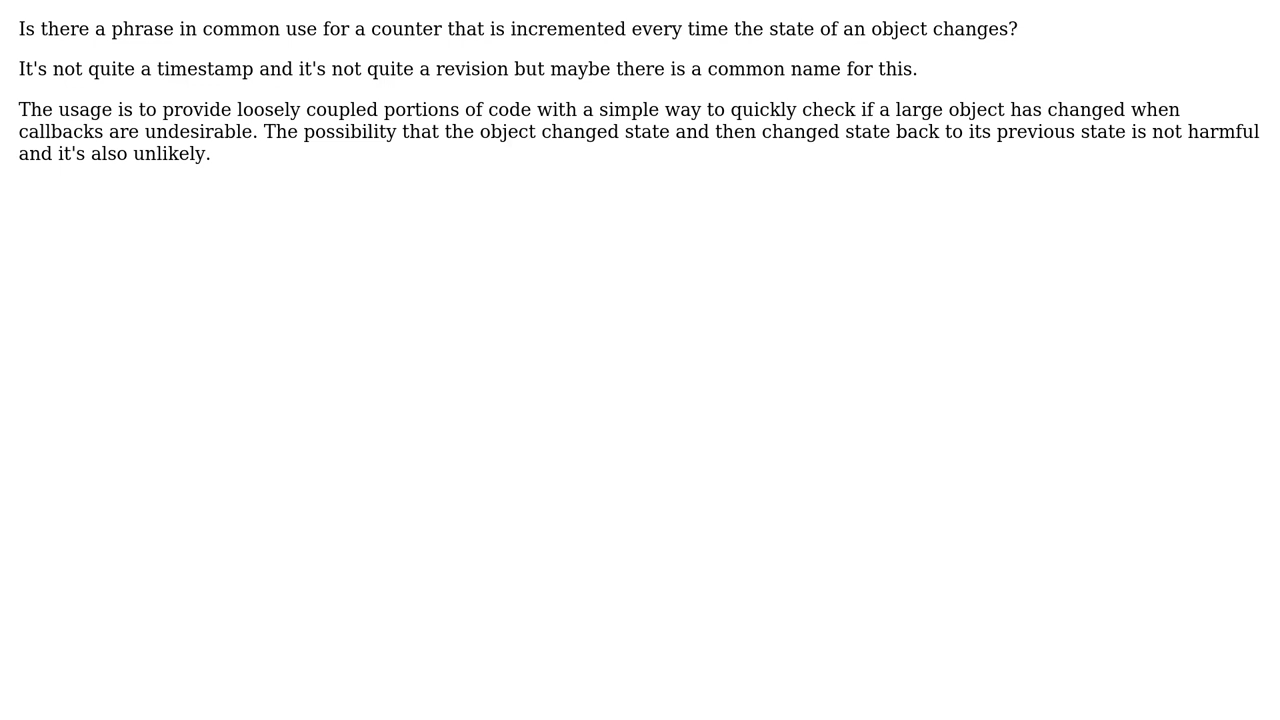 Is there a phrase in common use for a counter that is incremented every time the state of an object changes?
It's not quite a timestamp and it's not quite a revision but maybe there is a common name for this.
The usage is to provide loosely coupled portions of code with a simple way to quickly check if a large object has changed when
callbacks are undesirable. The possibility that the object changed state and then changed state back to its previous state is not harmful
and it's also unlikely.